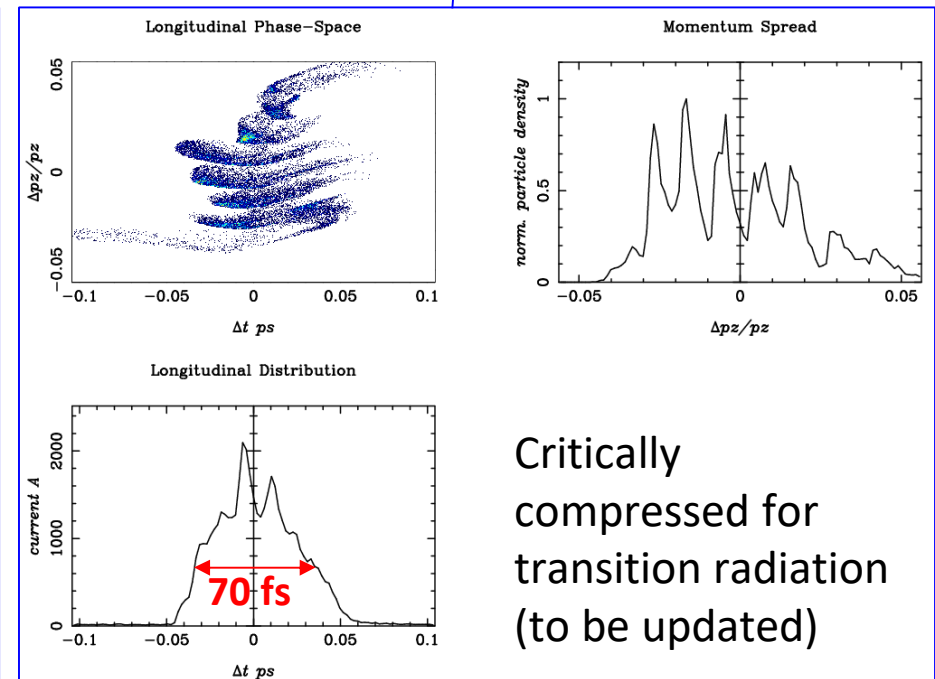 Longitudinal Phase-Space
Δpz/pz
0.05
0
-0.05
-0.1 -0.05 0 0.05 0.1
Δt ps
Momentum Spread
norm. particle density
1
0.5
0
-0.05 0 0.05
Δpz/pz
Longitudinal Distribution
current A
2000
1000
0
70 fs
-0.1 -0.05 0 0.05 0.1
Δt ps
Critically
compressed for
transition radiation
(to be updated)